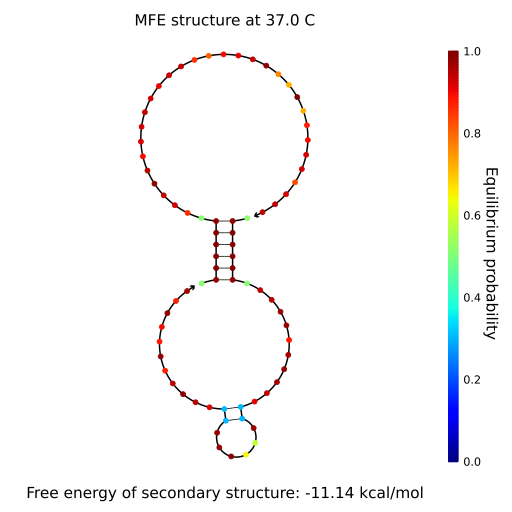 MFE structure at 37.0 C
1.0
0.8
0.6
0.4
0.2
0.0
Equilibrium probability
Free energy of secondary structure: -11.14 kcal/mol